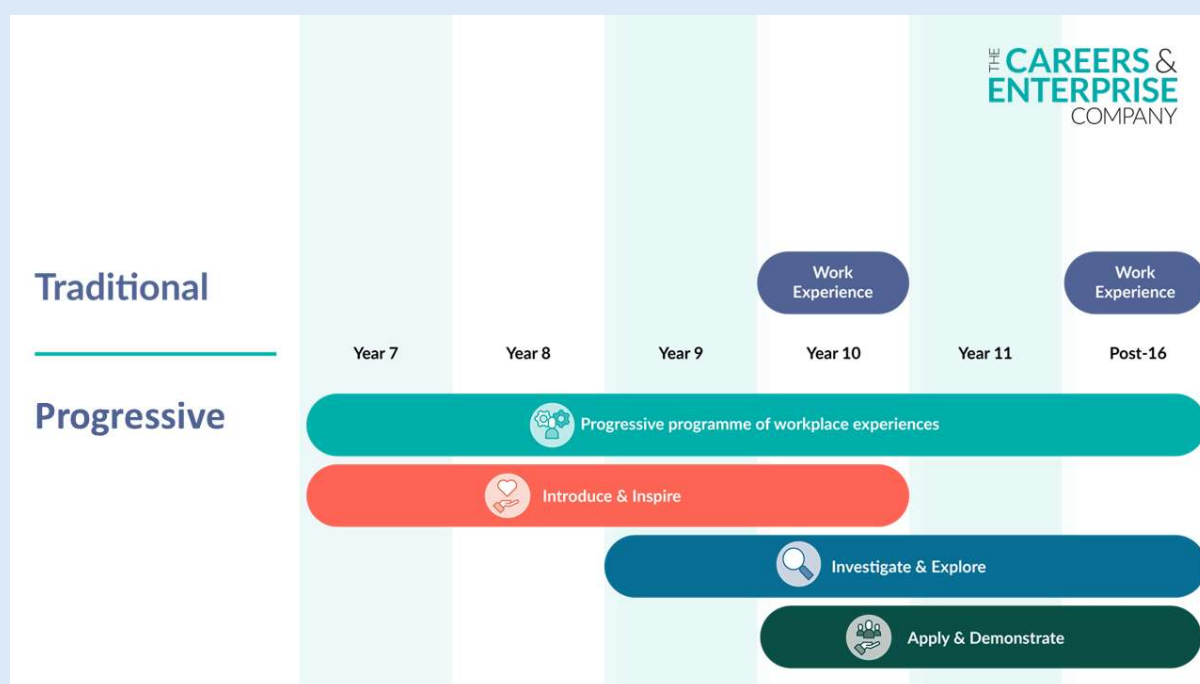 THE CAREERS &
ENTERPRISE
COMPANY
Traditional
Work
Experience
Work
Experience
Year 7
Year 8
Year 9
Year 10
Year 11
Post-16
Progressive
Progressive programme of workplace experiences
Introduce & Inspire
Investigate & Explore
Apply & Demonstrate